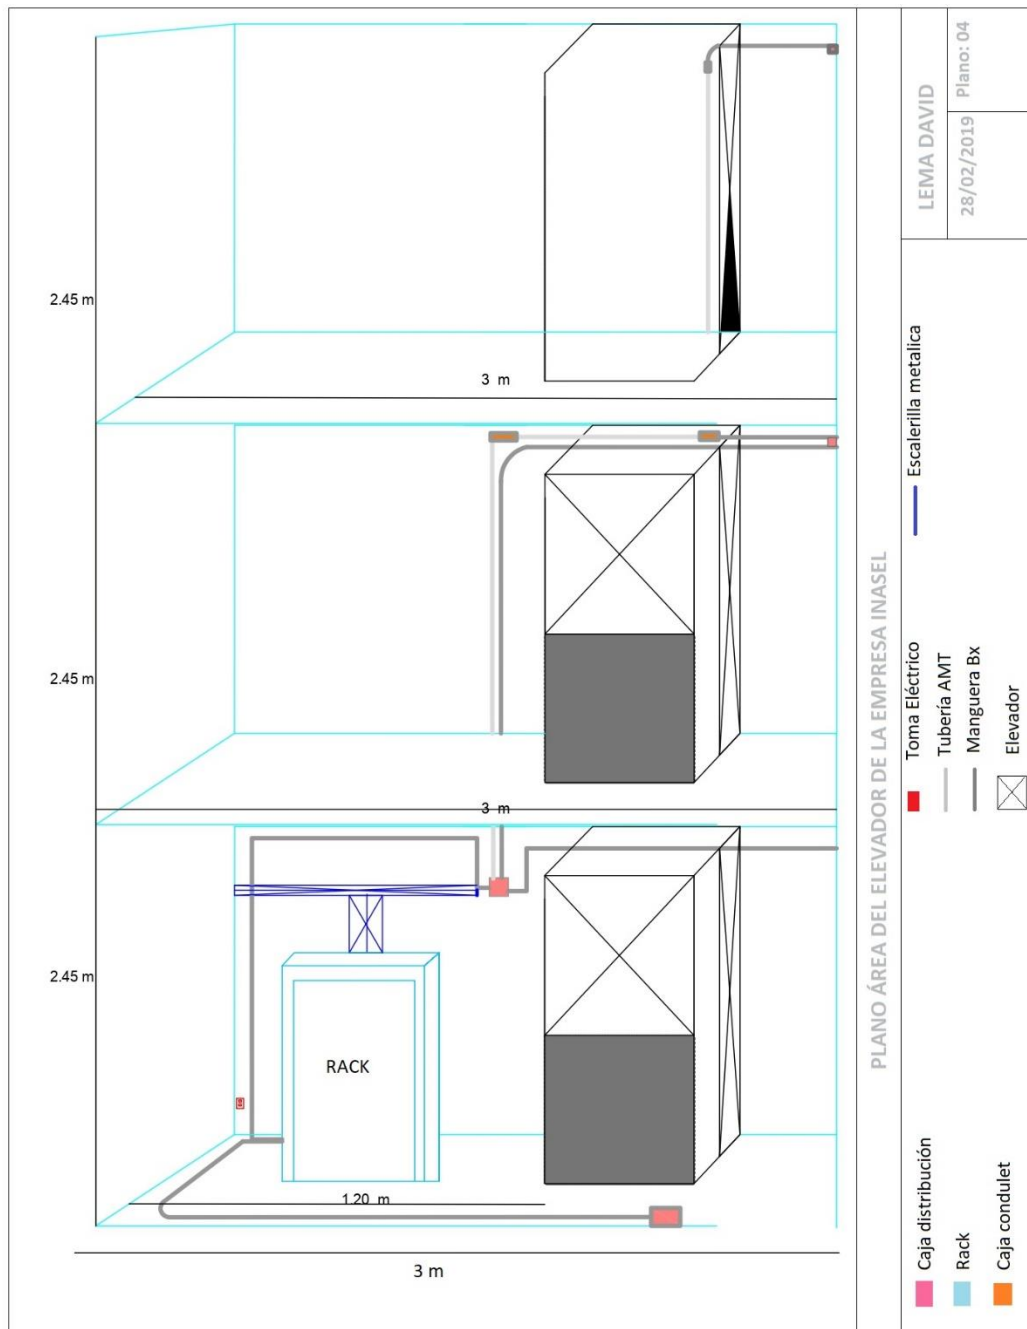 2.45 m
3 m
2.45 m
3 m
2.45 m
RACK
1.20 m
3 m
PLANO ÁREA DEL ELEVADOR DE LA EMPRESA INASEL
Caja distribución
Rack
Caja condulet
Toma Eléctrico
Tubería AMT
Manguera Bx
Elevador
Escalerilla metalica
LEMA DAVID
28/02/2019
Plano: 04